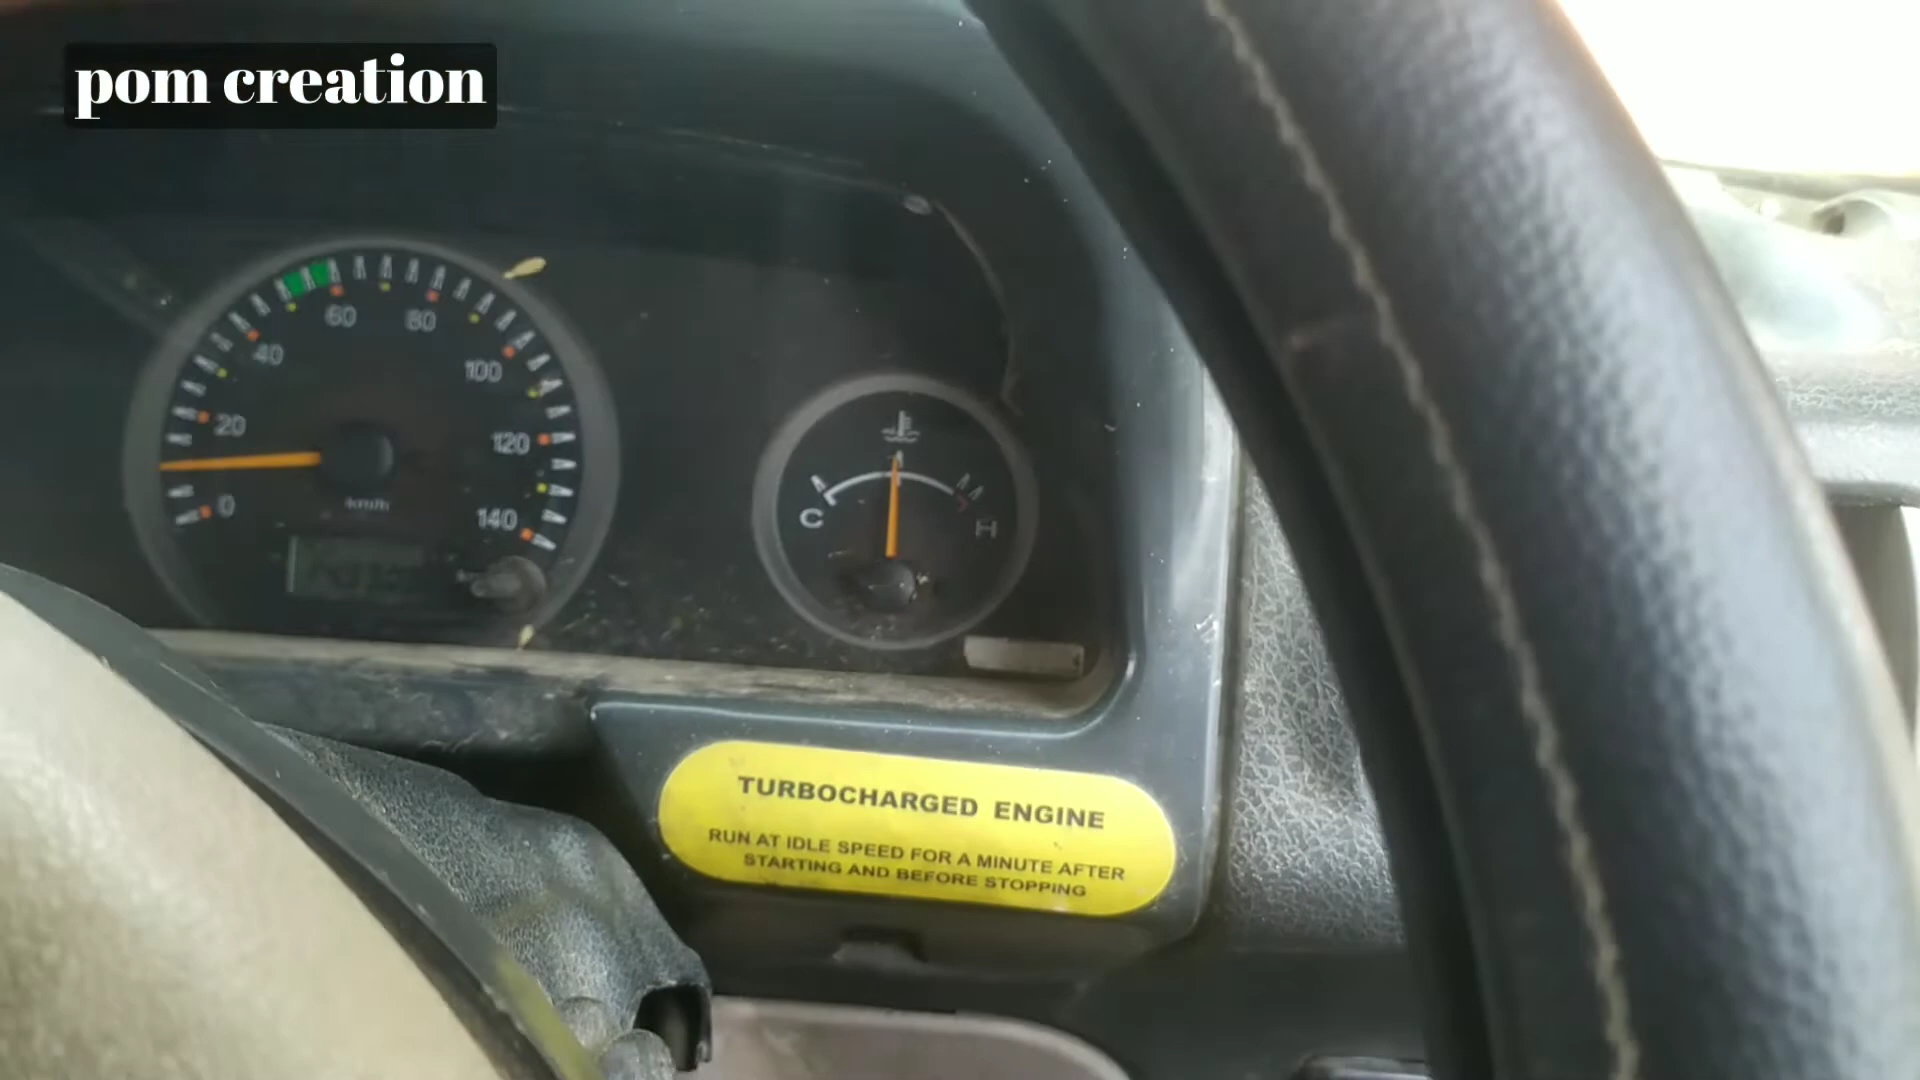 pom creation
60
80
40
100
20
120
0
km/h
140
C
H
TURBOCHARGED ENGINE
RUN AT IDLE SPEED FOR A MINUTE AFTER
STARTING AND BEFORE STOPPING